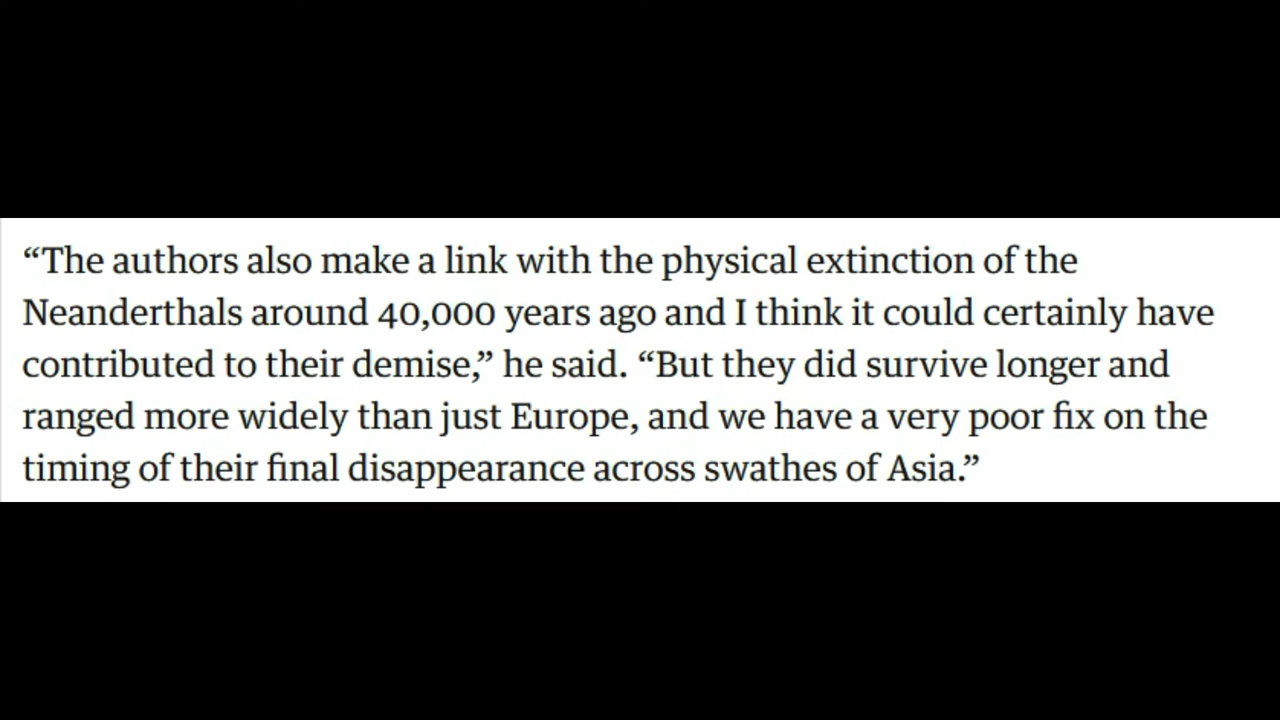 “The authors also make a link with the physical extinction of the
Neanderthals around 40,000 years ago and I think it could certainly have
contributed to their demise,” he said. “But they did survive longer and
ranged more widely than just Europe, and we have a very poor fix on the
timing of their final disappearance across swathes of Asia.”